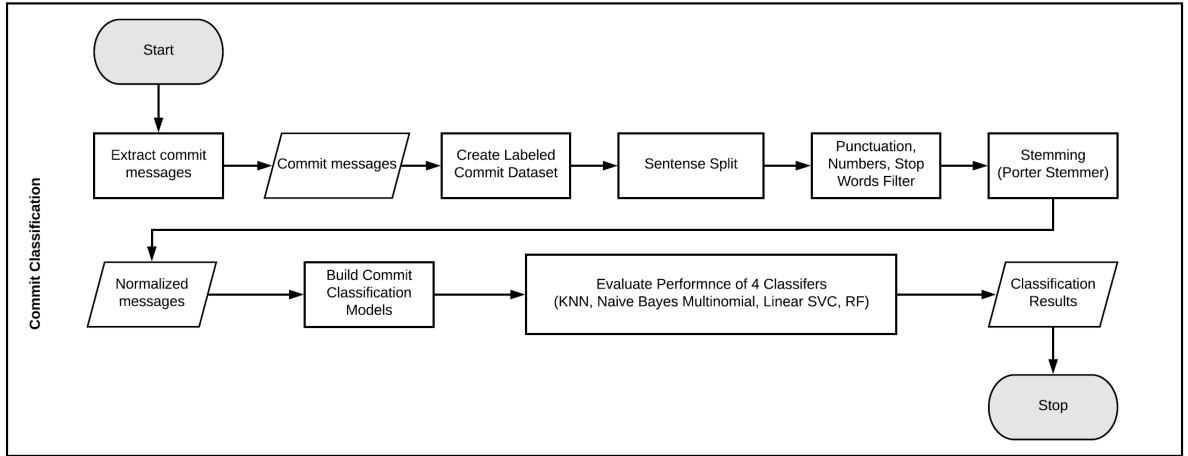 Commit Classification
Start
Extract commit
messages
Commit messages
Create Labeled
Commit Dataset
Sentense Split
Punctuation,
Numbers, Stop
Words Filter
Stemming
(Porter Stemmer)
Normalized
messages
Build Commit
Classification
Models
Evaluate Performnce of 4 Classifers
(KNN, Naive Bayes Multinomial, Linear SVC, RF)
Classification
Results
Stop